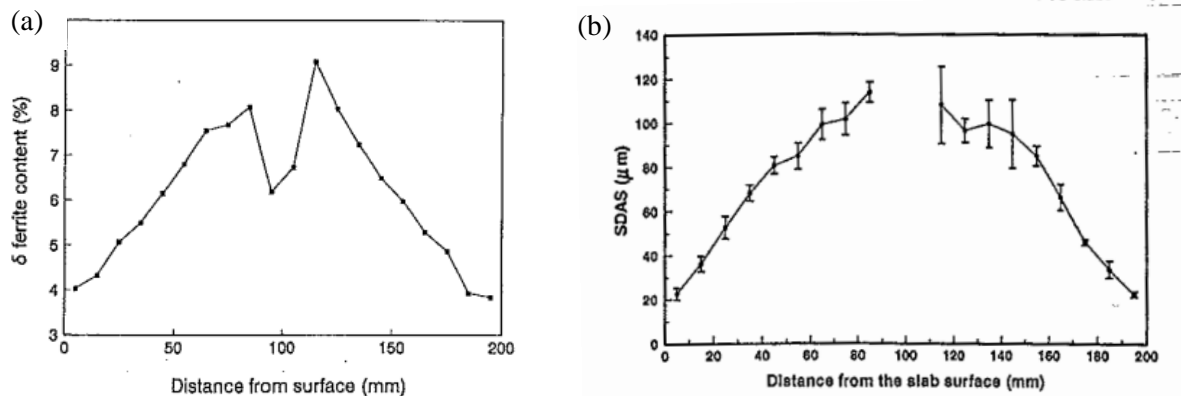 (a)
9
8
7
6
5
4
3
δ ferrite content (%)
0 50 100 150 200
Distance from surface (mm)
(b)
140
120
100
80
60
40
20
0
SDAS (μm)
0 20 40 60 80 100 120 140 160 180 200
Distance from the slab surface (mm)